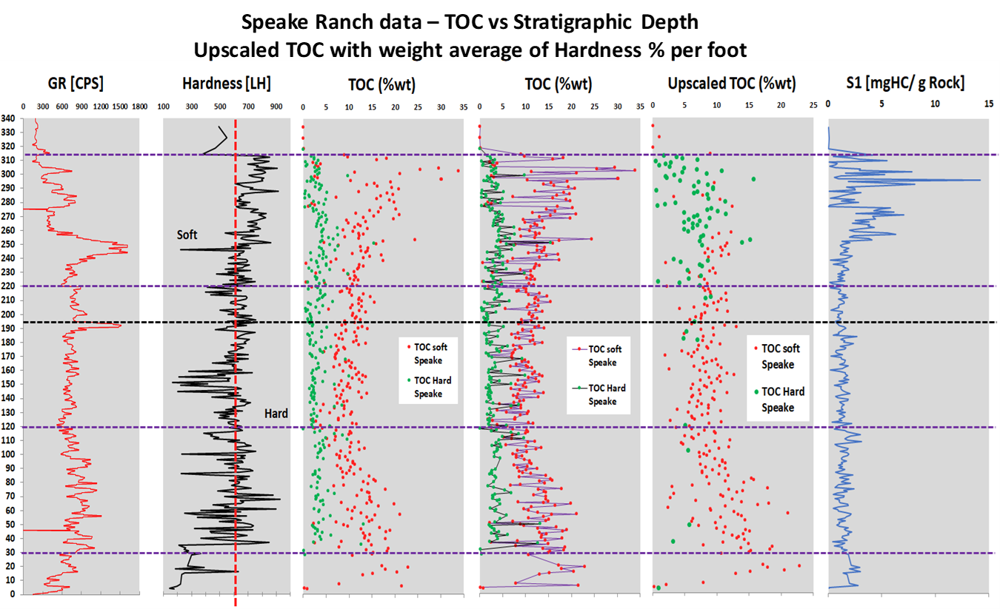 Speake Ranch data – TOC vs Stratigraphic Depth
Upscaled TOC with weight average of Hardness % per foot
GR [CPS]
Hardness [LH]
TOC (%wt)
TOC (%wt)
Upscaled TOC (%wt)
S1 [mgHC/ g Rock]
0 300 600 900 1200 1500 1800
100 300 500 700 900
0 5 10 15 20 25 30 35
0 5 10 15 20 25 30 35
0 5 10 15 20 25
0 5 10 15
340
330
320
310
300
290
280
270
260
250
240
230
220
210
200
190
180
170
160
150
140
130
120
110
100
90
80
70
60
50
40
30
20
10
0
Soft
Hard
TOC soft
Speake
TOC Hard
Speake
TOC soft
Speake
TOC Hard
Speake
TOC soft
Speake
TOC Hard
Speake